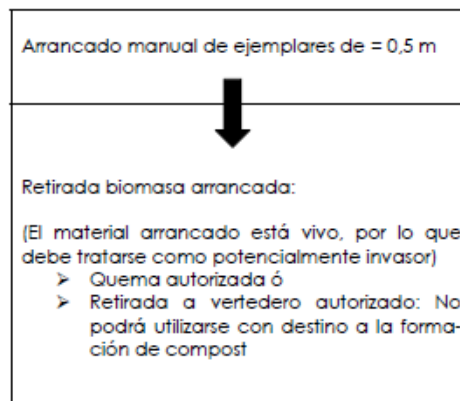 Arrancado manual de ejemplares de = 0,5 m
Retirada biomasa arrancada:
(El material arrancado está vivo, por lo que
debe tratarse como potencialmente invasor)
➢ Quema autorizada ó
➢ Retirada a vertedero autorizado: No
podrá utilizarse con destino a la forma-
ción de compost